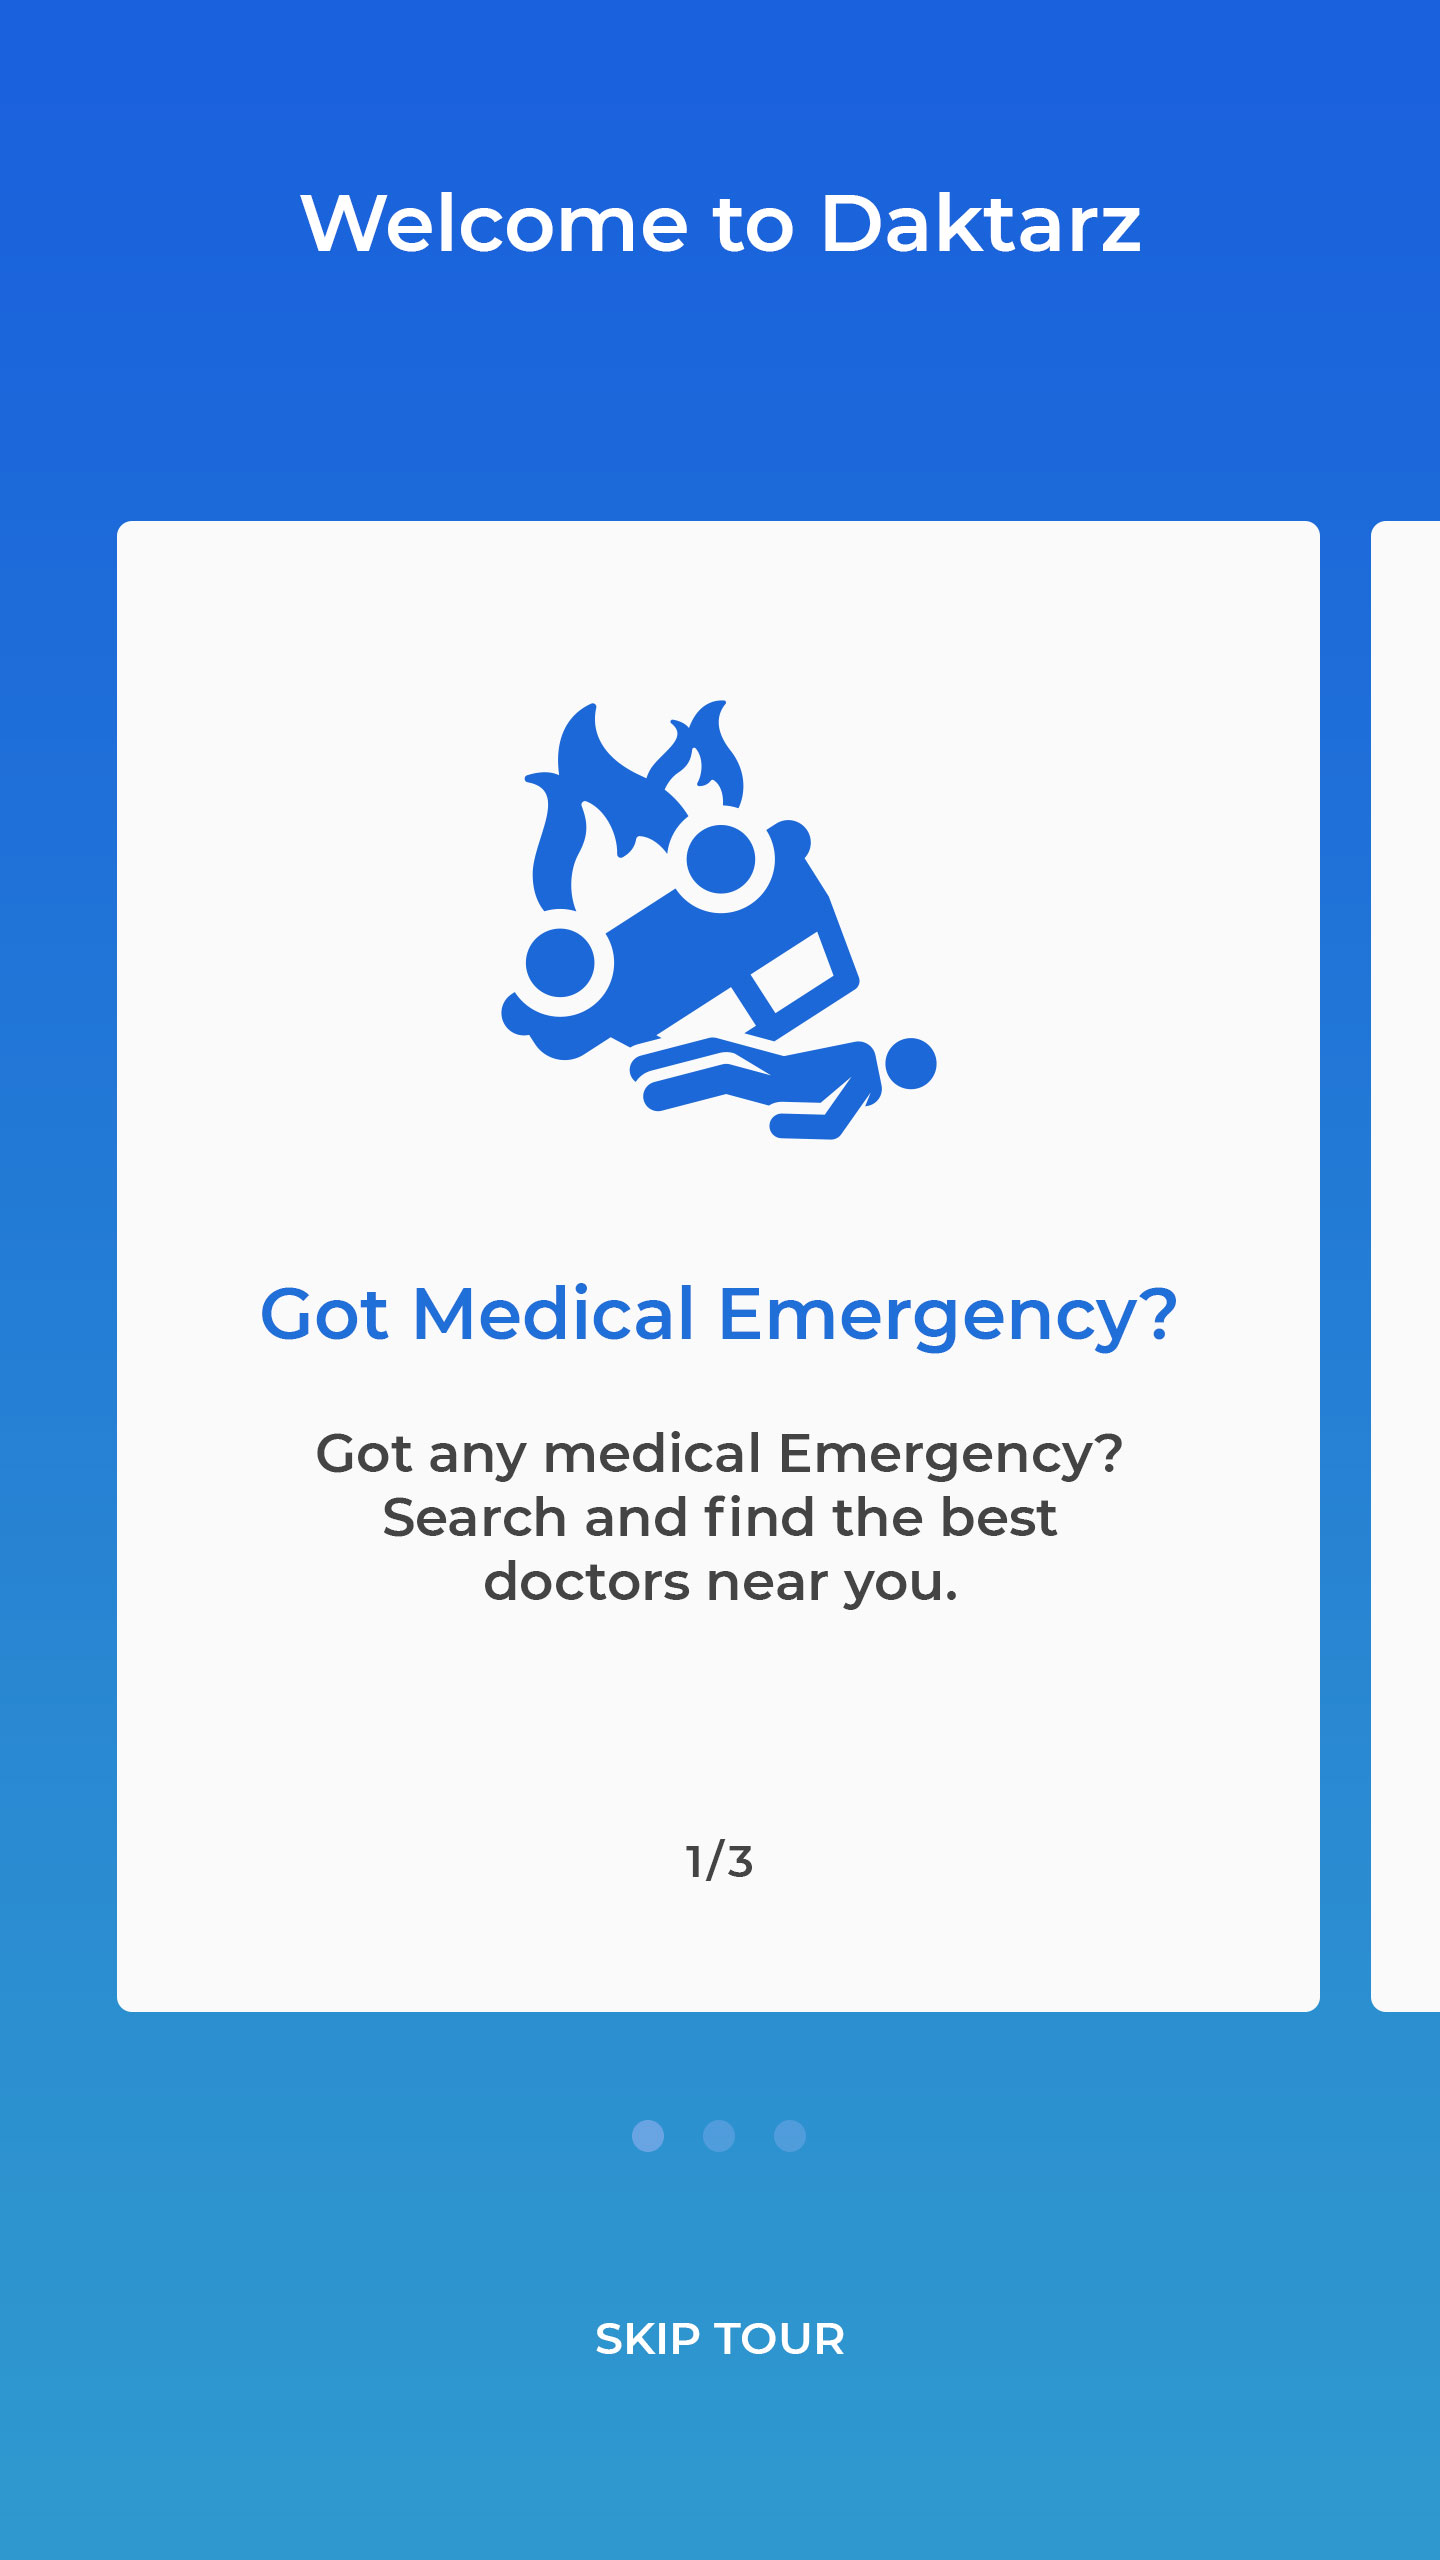 Welcome to Daktarz
Got Medical Emergency?
Got any medical Emergency?
Search and find the best
doctors near you.
1/3
SKIP TOUR